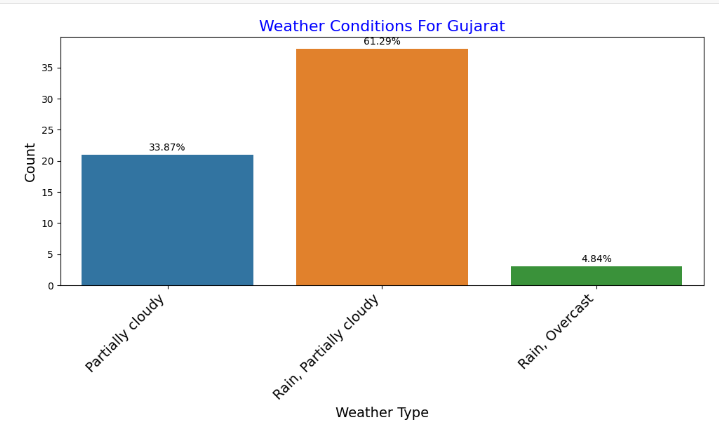 Weather Conditions For Gujarat
61.29%
33.87%
4.84%
Count
35
30
25
20
15
10
5
0
Partially cloudy
Rain, Partially cloudy
Rain, Overcast
Weather Type